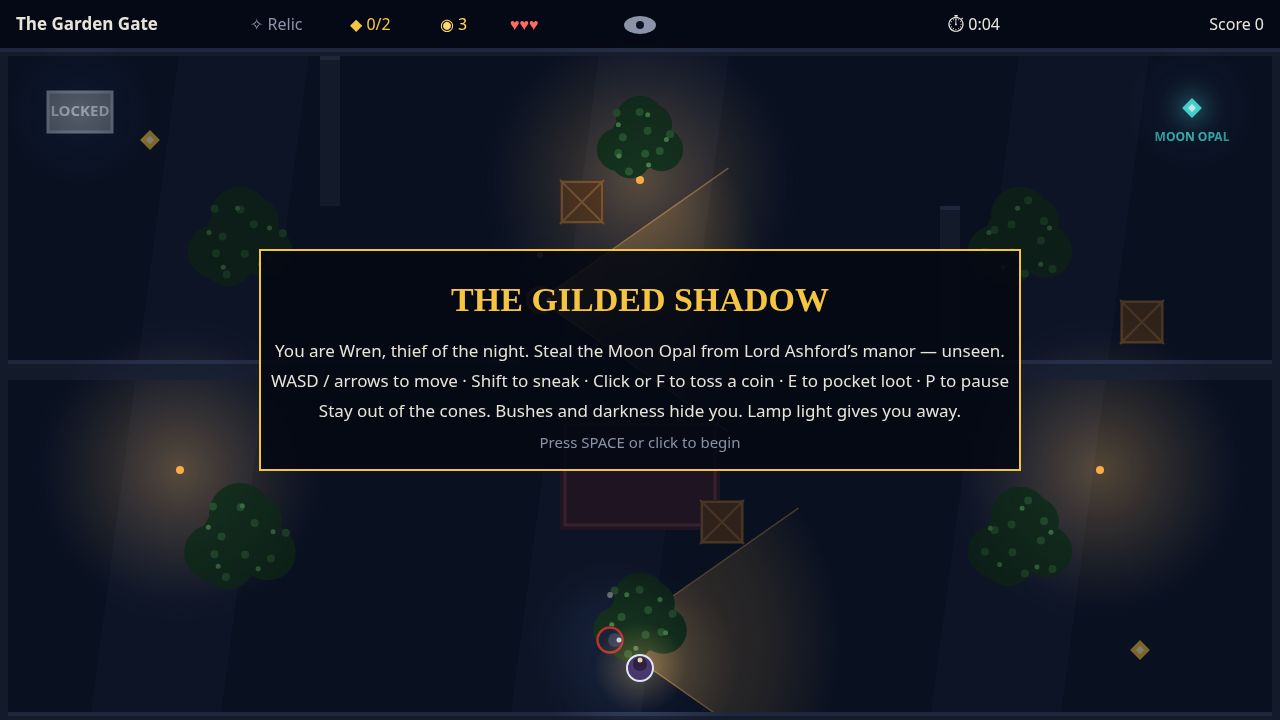 The Garden Gate
✧ Relic
◆ 0/2
◉ 3
♥♥♥
⏱ 0:04
Score 0
LOCKED
MOON OPAL
THE GILDED SHADOW
You are Wren, thief of the night. Steal the Moon Opal from Lord Ashford’s manor — unseen.
WASD / arrows to move · Shift to sneak · Click or F to toss a coin · E to pocket loot · P to pause
Stay out of the cones. Bushes and darkness hide you. Lamp light gives you away.
Press SPACE or click to begin